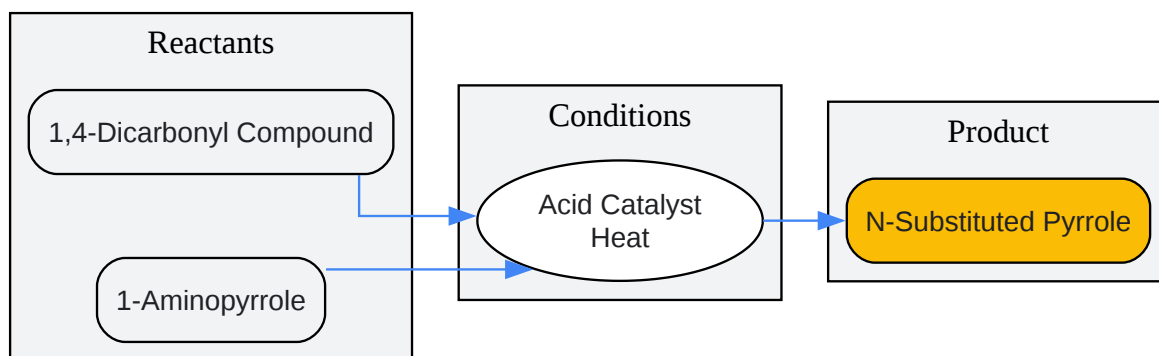 Reactants
1,4-Dicarbonyl Compound
1-Aminopyrrole
Conditions
Acid Catalyst
Heat
Product
N-Substituted Pyrrole